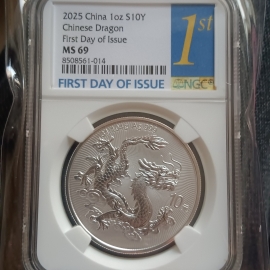 2025 China 1oz S10Y
Chinese Dragon
First Day of Issue
MS 69
8508561-014
1st
NGC
FIRST DAY OF ISSUE
10